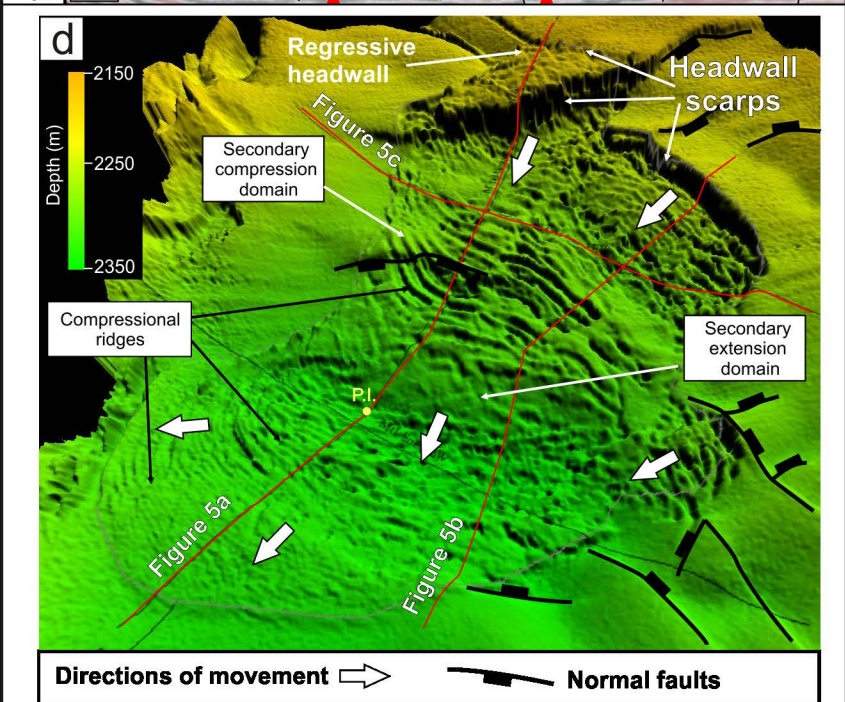 d
Regressive
headwall
Headwall
scarps
Depth (m)
2150
2250
2350
Figure 5c
Secondary
compression
domain
Compressional
ridges
Secondary
extension
domain
P.I.
Figure 5a
Figure 5b
Directions of movement
Normal faults